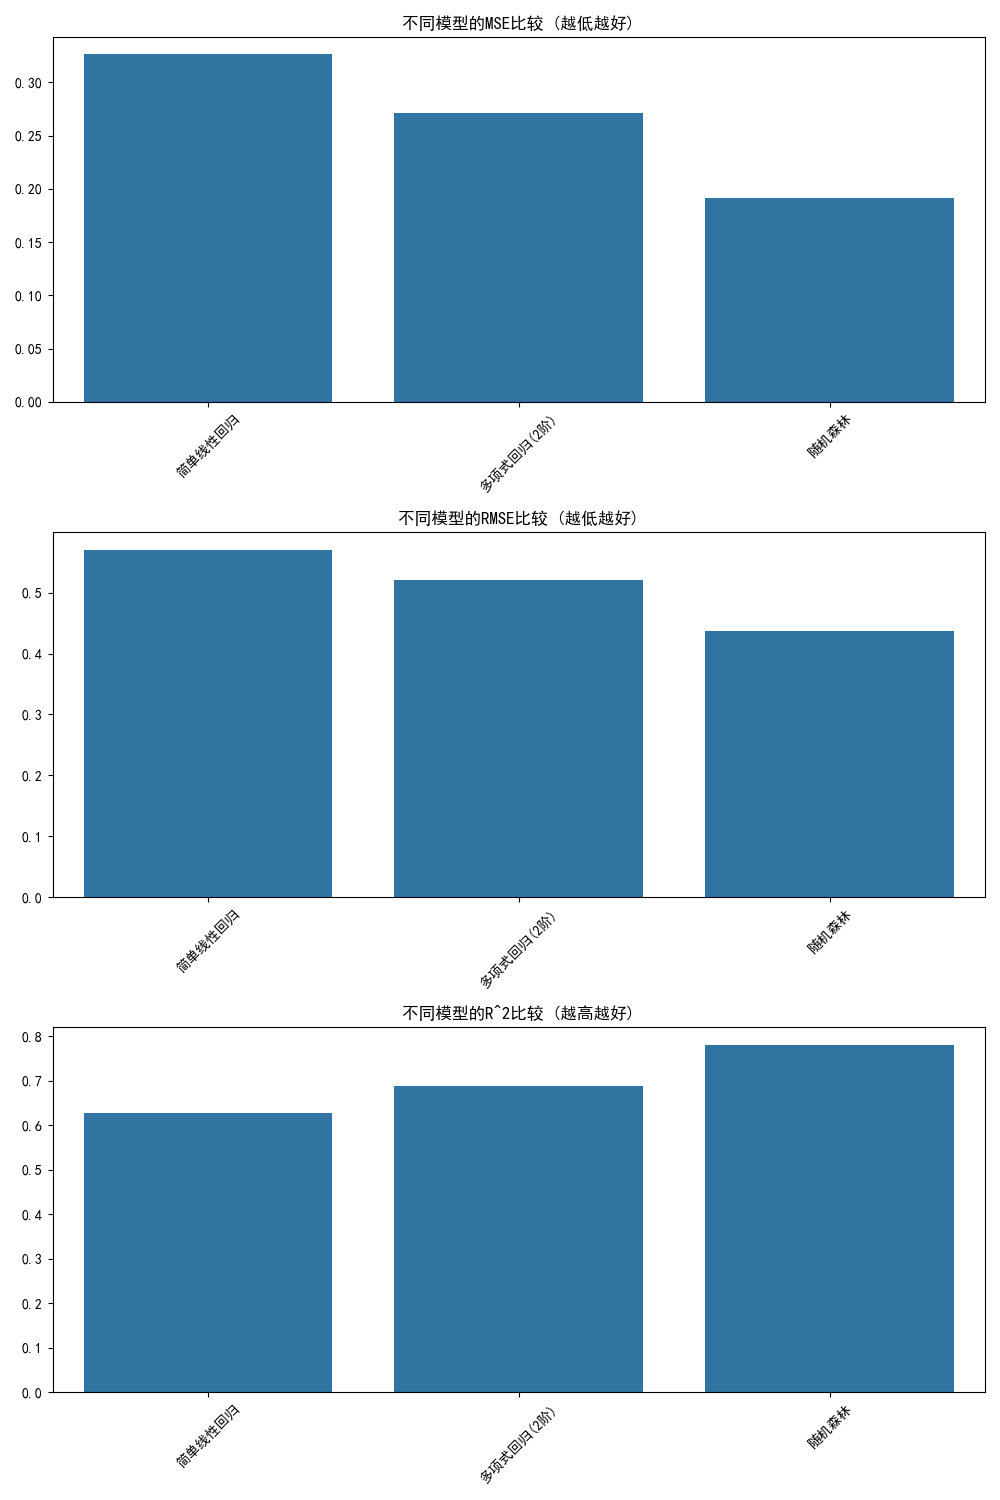 不同模型的MSE比较 (越低越好)
0.30
0.25
0.20
0.15
0.10
0.05
0.00
简单线性回归
多项式回归(2阶)
随机森林
不同模型的RMSE比较 (越低越好)
0.5
0.4
0.3
0.2
0.1
0.0
简单线性回归
多项式回归(2阶)
随机森林
不同模型的R^2比较 (越高越好)
0.8
0.7
0.6
0.5
0.4
0.3
0.2
0.1
0.0
简单线性回归
多项式回归(2阶)
随机森林